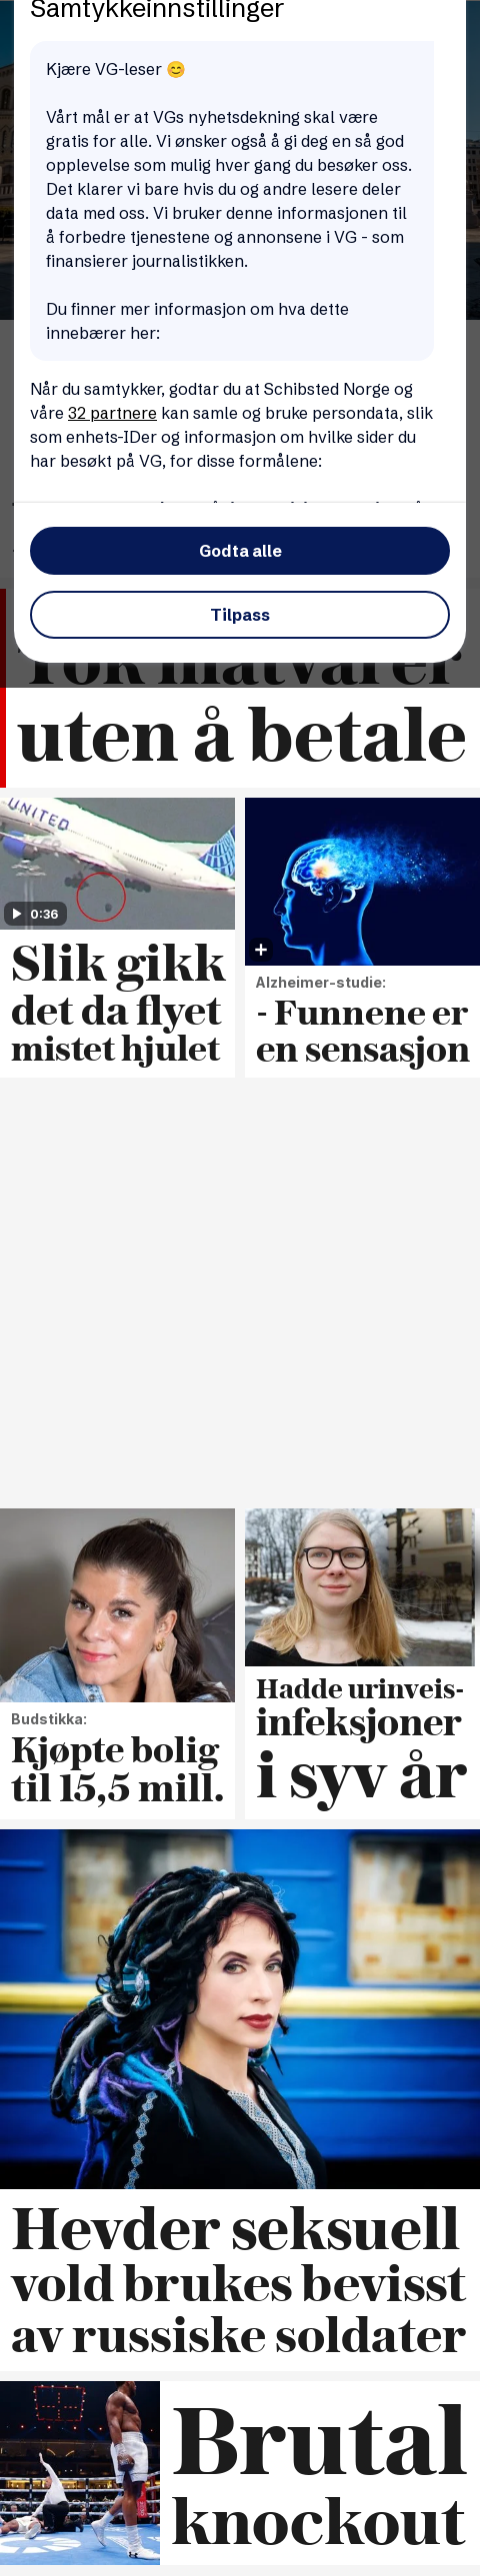 Samtykkeinnstillinger
Kjære VG-leser 😊
Vårt mål er at VGs nyhetsdekning skal være
gratis for alle. Vi ønsker også å gi deg en så god
opplevelse som mulig hver gang du besøker oss.
Det klarer vi bare hvis du og andre lesere deler
data med oss. Vi bruker denne informasjonen til
å forbedre tjenestene og annonsene i VG - som
finansierer journalistikken.
Du finner mer informasjon om hva dette
innebærer her:
Når du samtykker, godtar du at Schibsted Norge og
våre 32 partnere kan samle og bruke persondata, slik
som enhets-IDer og informasjon om hvilke sider du
har besøkt på VG, for disse formålene:
Godta alle
Tilpass
Tok matvarer
uten å betale
UNITED
0:36
Slik gikk
det da flyet
mistet hjulet
Alzheimer-studie:
- Funnene er
en sensasjon
Budstikka:
Kjøpte bolig
til 15,5 mill.
Hadde urinveis-
infeksjoner
i syv år
Hevder seksuell
vold brukes bevisst
av russiske soldater
Brutal
knockout